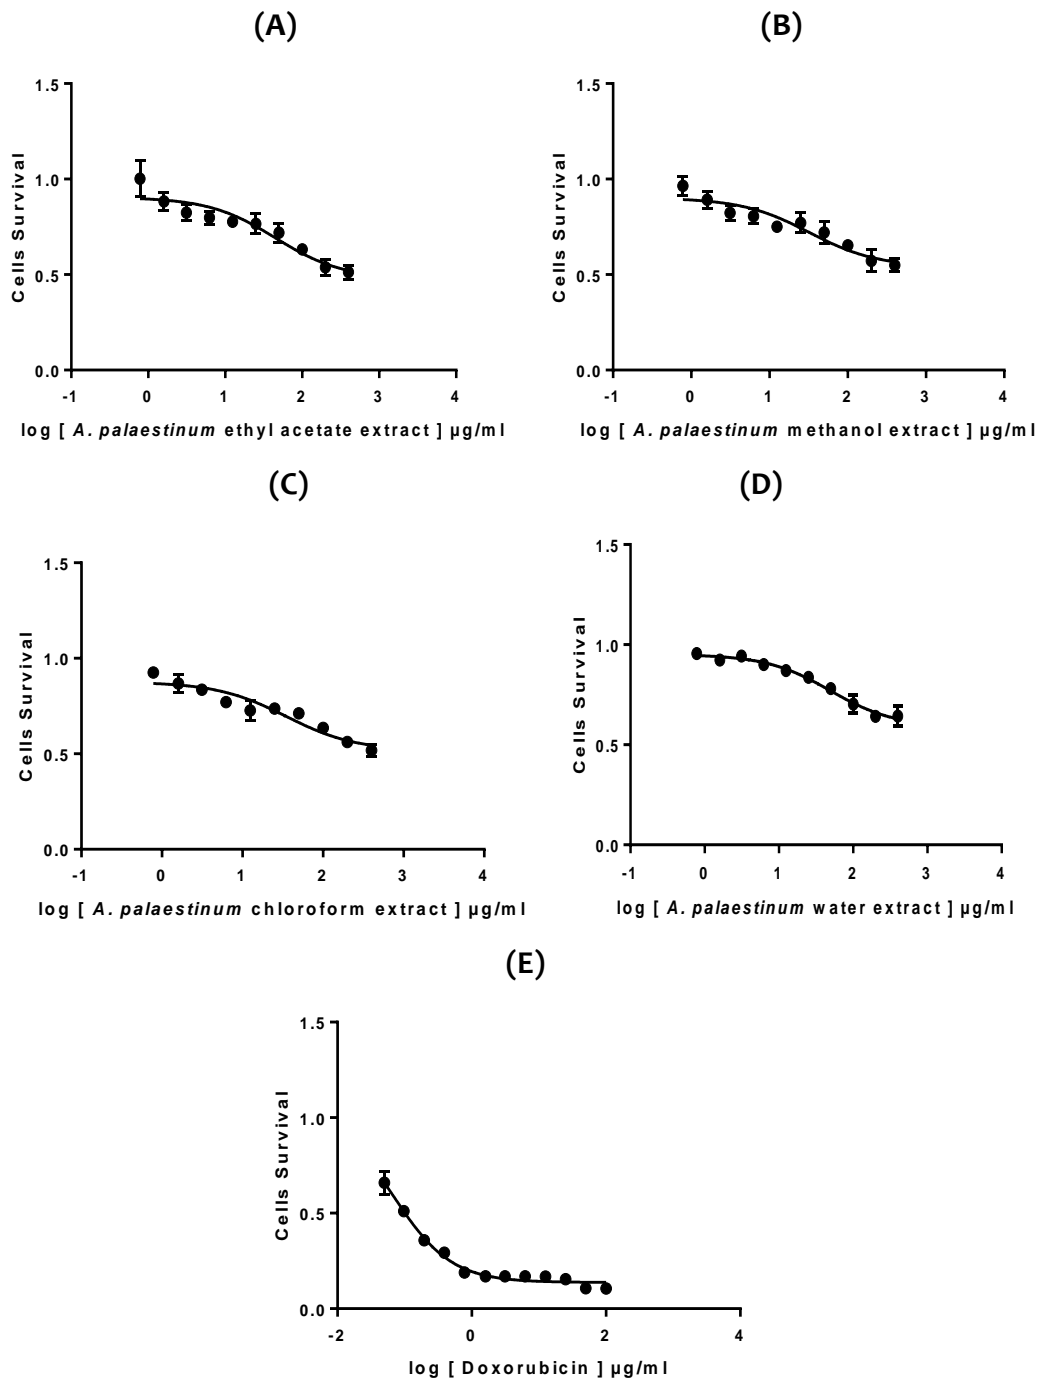 (A)
1.5
1.0
0.5
0.0
Cells Survival
-1 0 1 2 3 4
log [ A. palaestinum ethyl acetate extract ] µg/ml
(B)
1.5
1.0
0.5
0.0
Cells Survival
-1 0 1 2 3 4
log [ A. palaestinum methanol extract ] µg/ml
(C)
1.5
1.0
0.5
0.0
Cells Survival
-1 0 1 2 3 4
log [ A. palaestinum chloroform extract ] µg/ml
(D)
1.5
1.0
0.5
0.0
Cells Survival
-1 0 1 2 3 4
log [ A. palaestinum water extract ] µg/ml
(E)
1.5
1.0
0.5
0.0
Cells Survival
-2 0 2 4
log [ Doxorubicin ] µg/ml